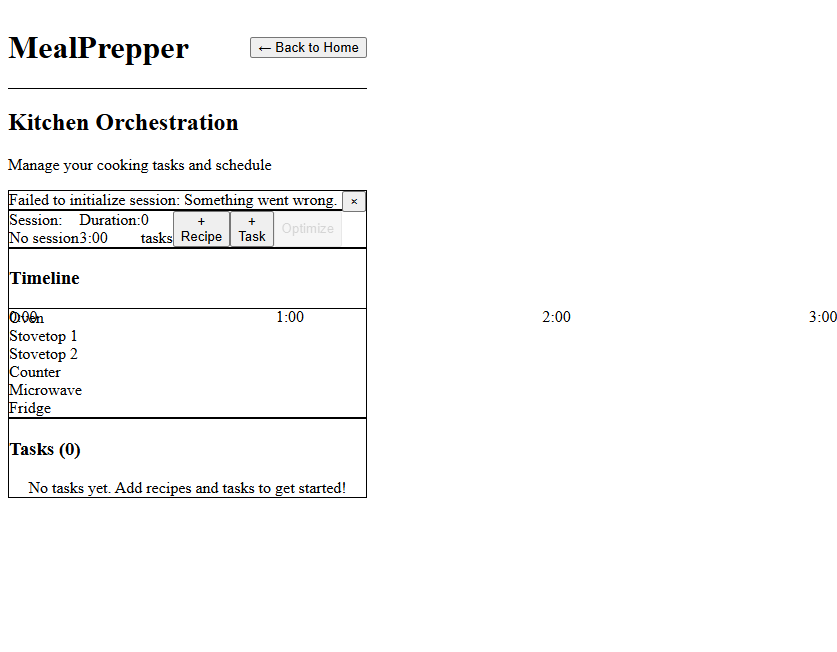 MealPrepper
← Back to Home
Kitchen Orchestration
Manage your cooking tasks and schedule
Failed to initialize session: Something went wrong. ×
Session: Duration: 0
No session 3:00 tasks
+ Recipe
+ Task
Optimize
Timeline
0:00 1:00 2:00 3:00
Oven
Stovetop 1
Stovetop 2
Counter
Microwave
Fridge
Tasks (0)
No tasks yet. Add recipes and tasks to get started!